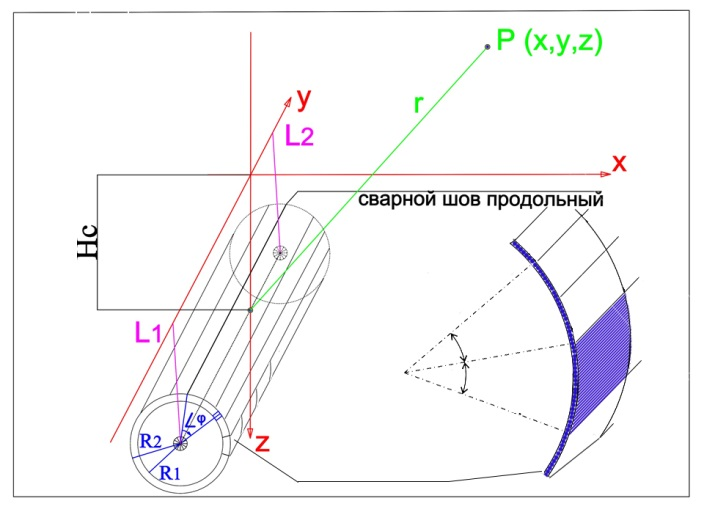 P (x,y,z)
y
r
L2
x
сварной шов продольный
Hc
L1
φ
R2
z
R1